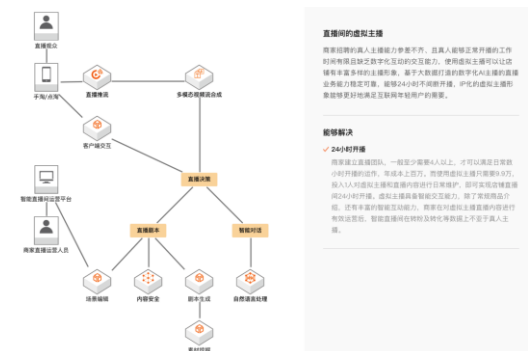 直播观众
手淘/点淘
直播推流
多模态视频流合成
客户端交互
直播决策
智能直播间运营平台
商家直播运营人员
直播剧本
智能对话
场景编辑
内容安全
剧本生成
自然语言处理
素材挖掘
直播间的虚拟主播
商家招聘的真人主播能力参差不齐，且真人能够正常开播的工作
时间有限且缺乏数字化互动的交互能力，使用虚拟主播可以让店
铺有丰富多样的主播形象，基于大数据打造的数字化AI主播的直播
业务能力稳定可靠，能够24小时不间断开播，IP化的虚拟主播形
象能够更好地满足互联网年轻用户的需要。
能够解决
24小时开播
商家建立直播团队，一般至少需要4人以上，才可以满足日常数
小时开播的运作，年成本上百万，而使用虚拟主播只需要9.9万，
投入1人对虚拟主播和直播内容进行日常维护，即可实现店铺直播
间24小时开播。虚拟主播具备智能交互能力，除了常规商品介
绍，还有丰富的智能互动能力，商家在对虚拟主播直播内容进行
有效运营后，智能直播间在转粉及转化等数据上不亚于真人主
播。